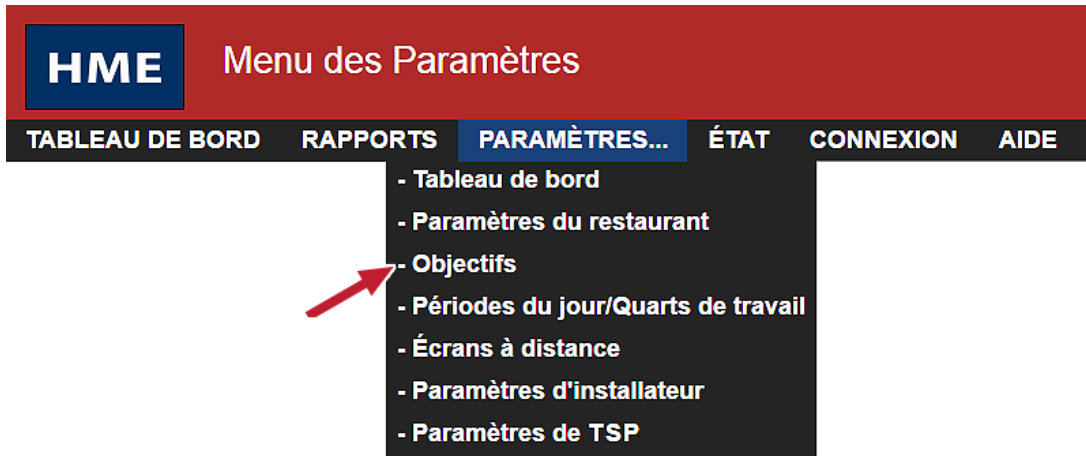 HME Menu des Paramètres
TABLEAU DE BORD RAPPORTS PARAMÈTRES... ÉTAT CONNEXION AIDE
- Tableau de bord
- Paramètres du restaurant
- Objectifs
- Périodes du jour/Quarts de travail
- Écrans à distance
- Paramètres d'installateur
- Paramètres de TSP